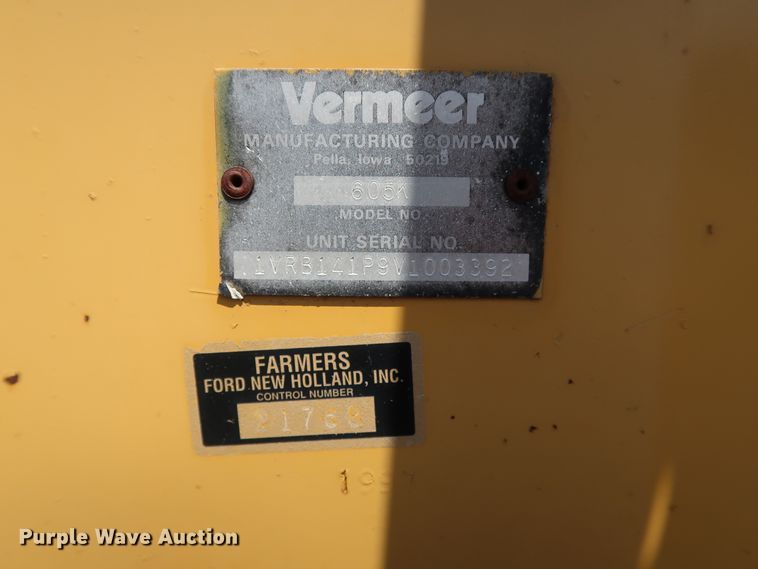 Vermeer
MANUFACTURING COMPANY
Pella, Iowa 50219
605K
MODEL NO.
UNIT SERIAL NO.
1VRB141P9V1003392
FARMERS
FORD NEW HOLLAND, INC.
CONTROL NUMBER
Purple Wave Auction